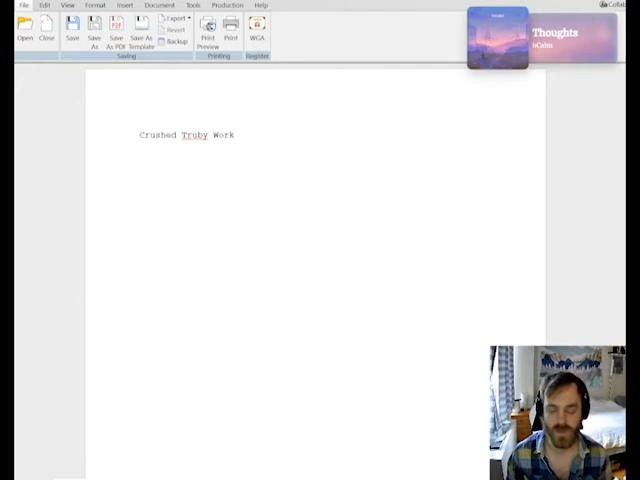 File Edit View Format Insert Document Tools Production Help
Open Close Save Save As Save As PDF Save As Template Export Revert Backup Print Preview Print WGA
Saving Printing Register
Thoughts
Crushed Truby Work